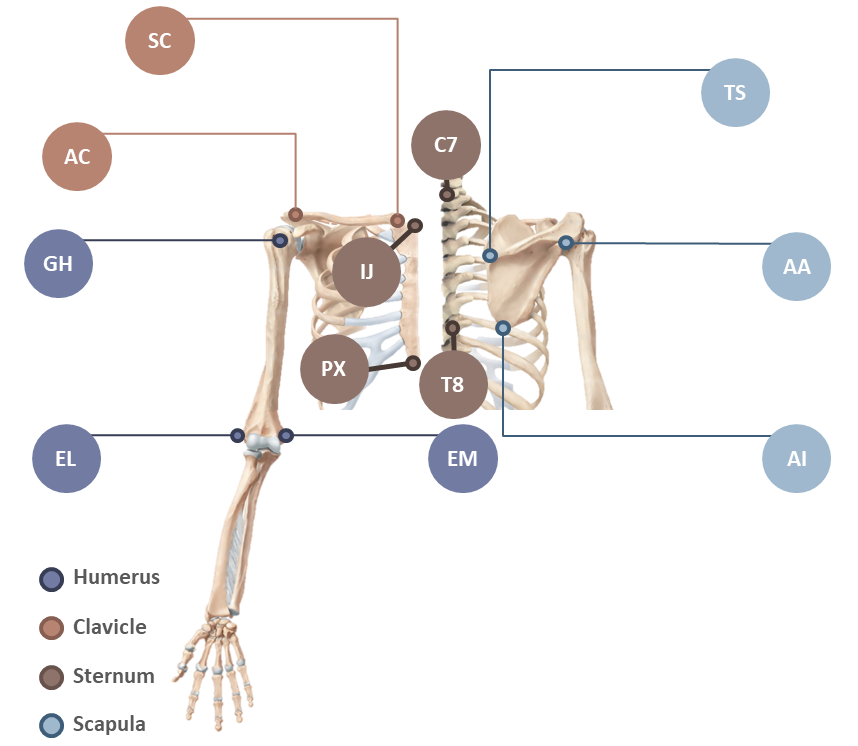 SC
TS
C7
AC
GH
IJ
AA
PX
T8
EL
EM
AI
Humerus
Clavicle
Sternum
Scapula